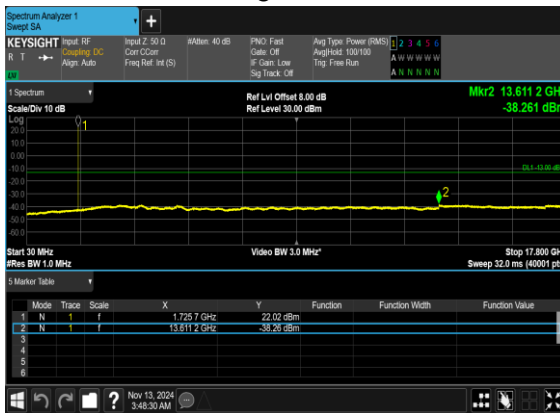 Spectrum Analyzer 1
Swept SA
KEYSIGHT
R T
Input: RF
Coupling: DC
Align: Auto
Input Z: 50 Ω
Corr CCorr
Freq Ref: Int (S)
#Atten: 40 dB
PNO: Fast
Gate: Off
IF Gain: Low
Sig Track: Off
Avg Type: Power (RMS)
Avg|Hold: 100/100
Trig: Free Run
1 2 3 4 5 6
A W W W W W
A N N N N N
1 Spectrum
Scale/Div 10 dB
Ref Lvl Offset 8.00 dB
Ref Level 30.00 dBm
Mkr2 13.611 2 GH
-38.261 dBr
Log
20.0
10.0
0.00
-10.0
-20.0
-30.0
-40.0
-50.0
-60.0
1
DL1 -13.00 dB
2
Start 30 MHz
#Res BW 1.0 MHz
Video BW 3.0 MHz*
Stop 17.800 GH
Sweep 32.0 ms (40001 pts
5 Marker Table
Mode Trace Scale X Y Function Function Width Function Value
1 N 1 f 1.725 7 GHz 22.02 dBm
2 N 1 f 13.611 2 GHz -38.26 dBm
3
4
5
6
?
Nov 13, 2024
3:48:30 AM